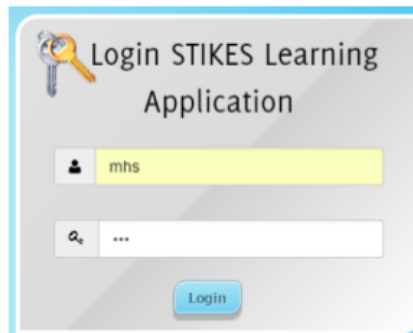 Login STIKES Learning
Application
mhs
•••
Login